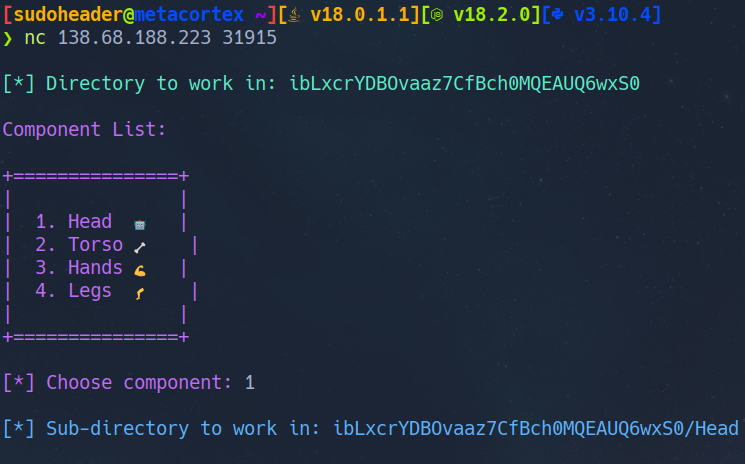 [sudoheader@metacortex ~][☕ v18.0.1.1][⬢ v18.2.0][🐍 v3.10.4]
❯ nc 138.68.188.223 31915
[*] Directory to work in: ibLxcrYDBOvaaz7CfBch0MQEAUQ6wxS0
Component List:
+===============+
|               |
|  1. Head  🤖   |
|  2. Torso 🦴    |
|  3. Hands 💪   |
|  4. Legs  🦵    |
|               |
+===============+
[*] Choose component: 1
[*] Sub-directory to work in: ibLxcrYDBOvaaz7CfBch0MQEAUQ6wxS0/Head